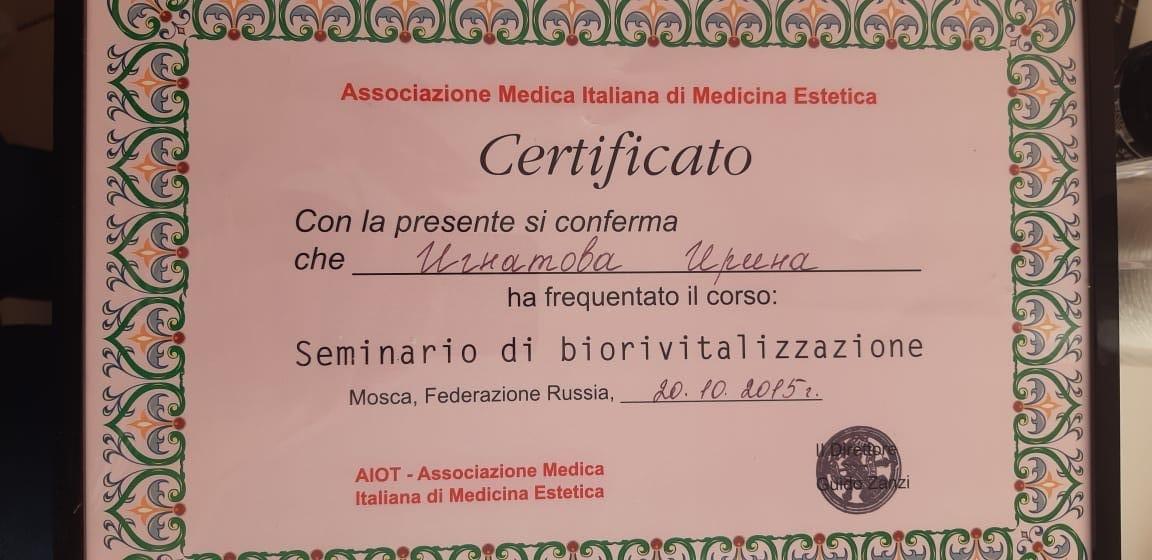 Associazione Medica Italiana di Medicina Estetica
Certificato
Con la presente si conferma
che Игнатова Ирина
ha frequentato il corso:
Seminario di biorivitalizzazione
Mosca, Federazione Russia, 20.10.2015г.
AIOT - Associazione Medica
Italiana di Medicina Estetica
Il Direttore
Guido Zanzi